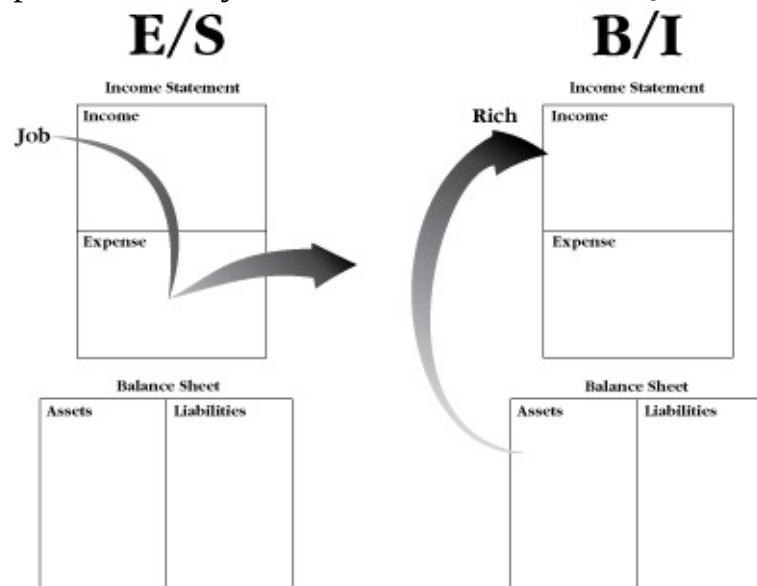 E/S
Income Statement
Income
Job
Expense
Balance Sheet
Assets
Liabilities
B/I
Income Statement
Rich
Income
Expense
Balance Sheet
Assets
Liabilities